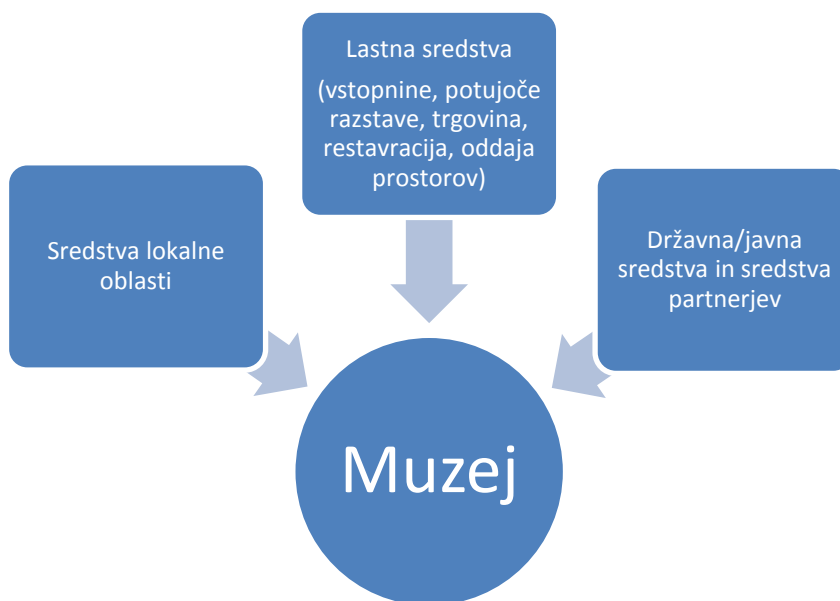 Lastna sredstva
(vstopnine, potujoče
razstave, trgovina,
restavracija, oddaja
prostorov)
Sredstva lokalne
oblasti
Državna/javna
sredstva in sredstva
partnerjev
Muzej